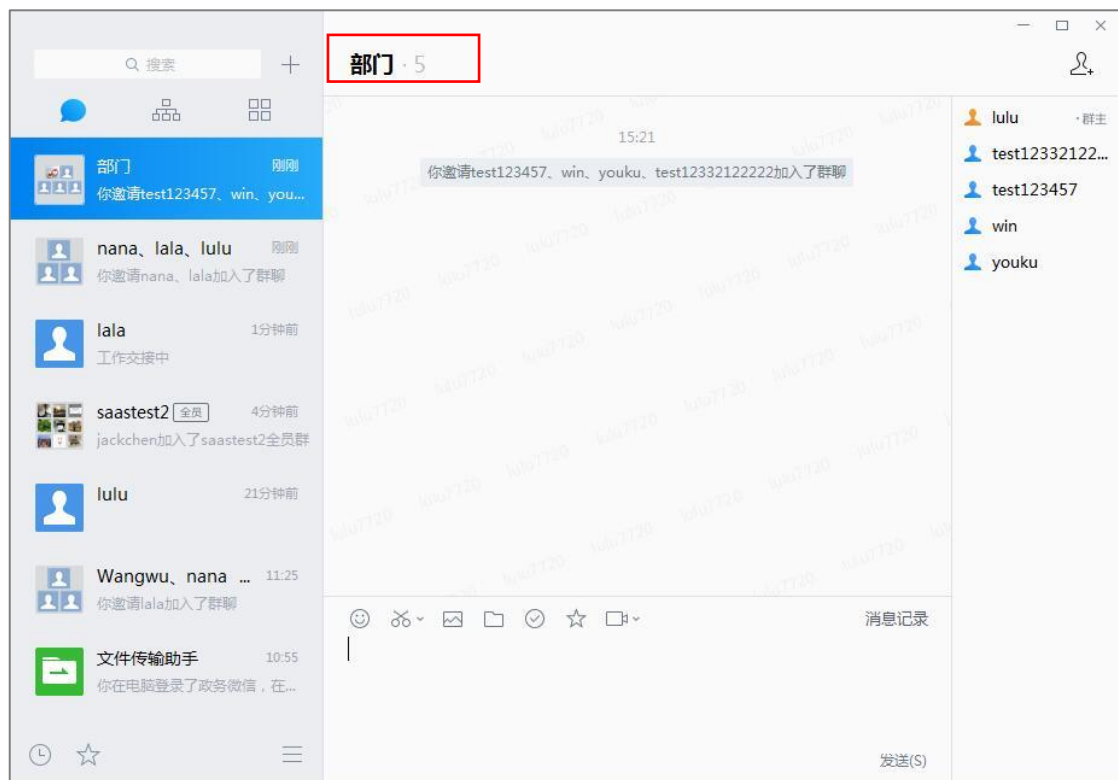 搜索
部门 · 5
部门 刚刚
你邀请test123457、win、you...
nana、lala、lulu 刚刚
你邀请nana、lala加入了群聊
lala 1分钟前
工作交接中
saastest2 全员 4分钟前
jackchen加入了saastest2全员群
lulu 21分钟前
Wangwu、nana ... 11:25
你邀请lala加入了群聊
文件传输助手 10:55
你在电脑登录了政务微信，在...
15:21
你邀请test123457、win、youku、test12332122222加入了群聊
lulu7720
消息记录
发送(S)
lulu ·群主
test12332122...
test123457
win
youku